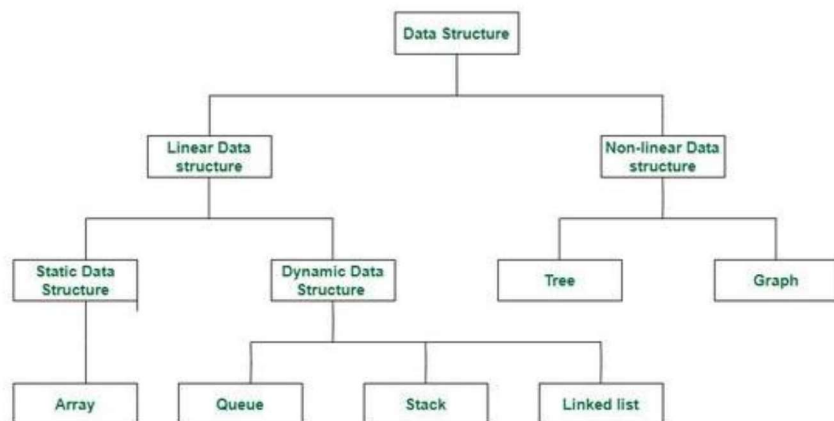 Data Structure
Linear Data
structure
Non-linear Data
structure
Static Data
Structure
Dynamic Data
Structure
Tree
Graph
Array
Queue
Stack
Linked list